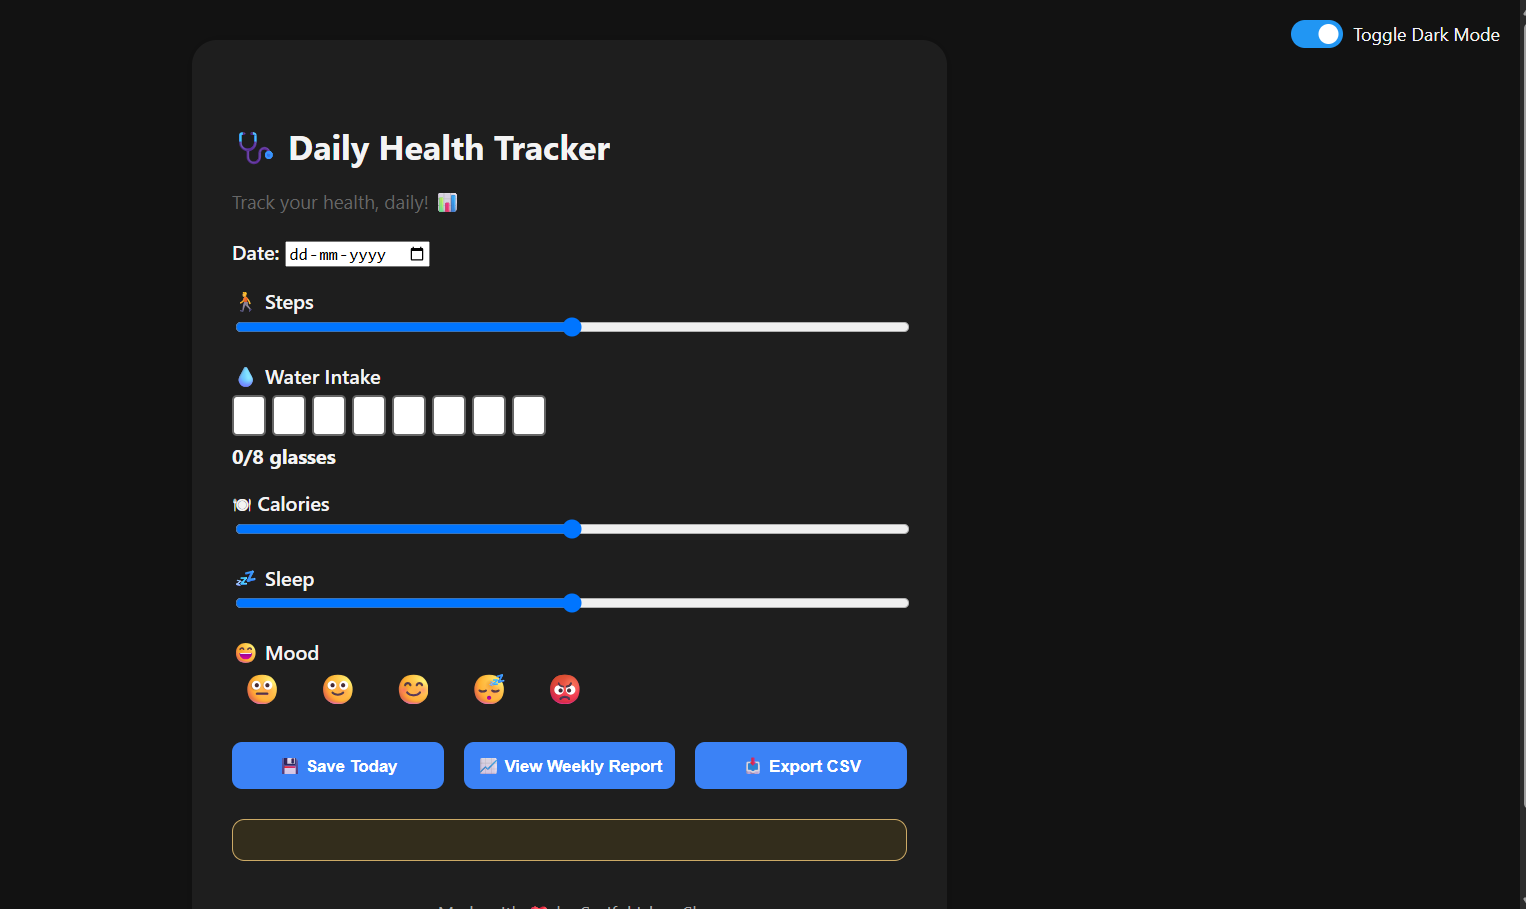 Toggle Dark Mode
Daily Health Tracker
Track your health, daily!
Date: dd-mm-yyyy
Steps
Water Intake
0/8 glasses
Calories
Sleep
Mood
Save Today
View Weekly Report
Export CSV